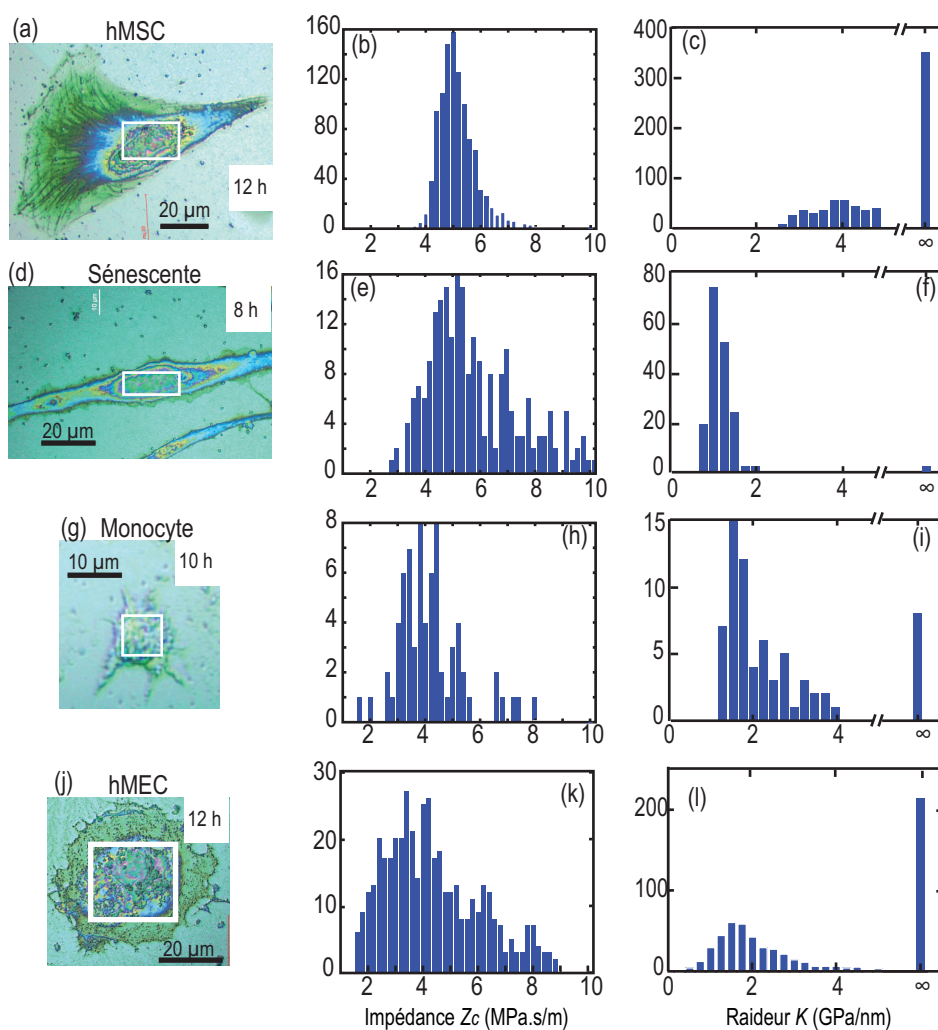 (a) hMSC
12 h
20 µm
(b)
160
120
80
40
0
2 4 6 8 10
(c)
400
300
200
100
0
0 2 4 ∞
(d) Sénescente
10 µm
8 h
20 µm
(e)
16
12
8
4
0
2 4 6 8 10
(f)
80
60
40
20
0
0 2 4 ∞
(g) Monocyte
10 µm
10 h
(h)
8
6
4
2
0
2 4 6 8 10
(i)
15
10
5
0
0 2 4 ∞
(j) hMEC
12 h
20 µm
(k)
30
20
10
0
0 2 4 6 8 10
Impédance Zc (MPa.s/m)
(l)
200
100
0
0 2 4 6 ∞
Raideur K (GPa/nm)